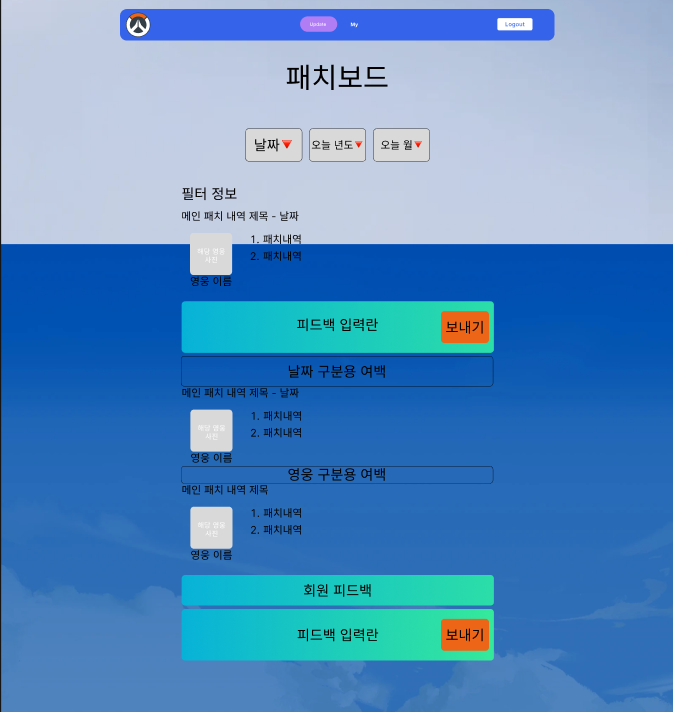 Update
My
Logout
패치보드
날짜
오늘 년도
오늘 월
필터 정보
메인 패치 내역 제목 - 날짜
1. 패치내역
2. 패치내역
해당 영웅
사진
영웅 이름
피드백 입력란
보내기
날짜 구분용 여백
메인 패치 내역 제목 - 날짜
1. 패치내역
2. 패치내역
해당 영웅
사진
영웅 이름
영웅 구분용 여백
메인 패치 내역 제목
1. 패치내역
2. 패치내역
해당 영웅
사진
영웅 이름
회원 피드백
피드백 입력란
보내기